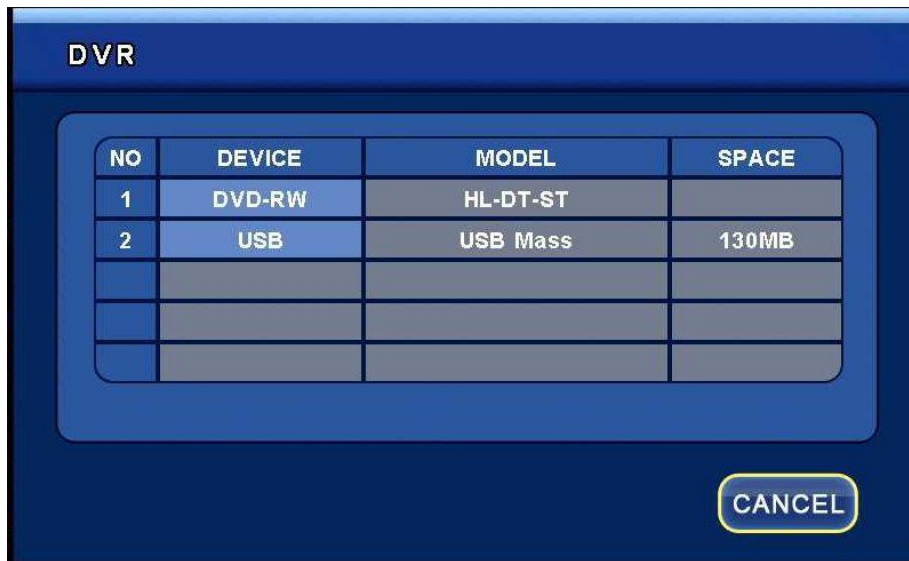 DVR
NO DEVICE MODEL SPACE
1 DVD-RW HL-DT-ST
2 USB USB Mass 130MB
CANCEL